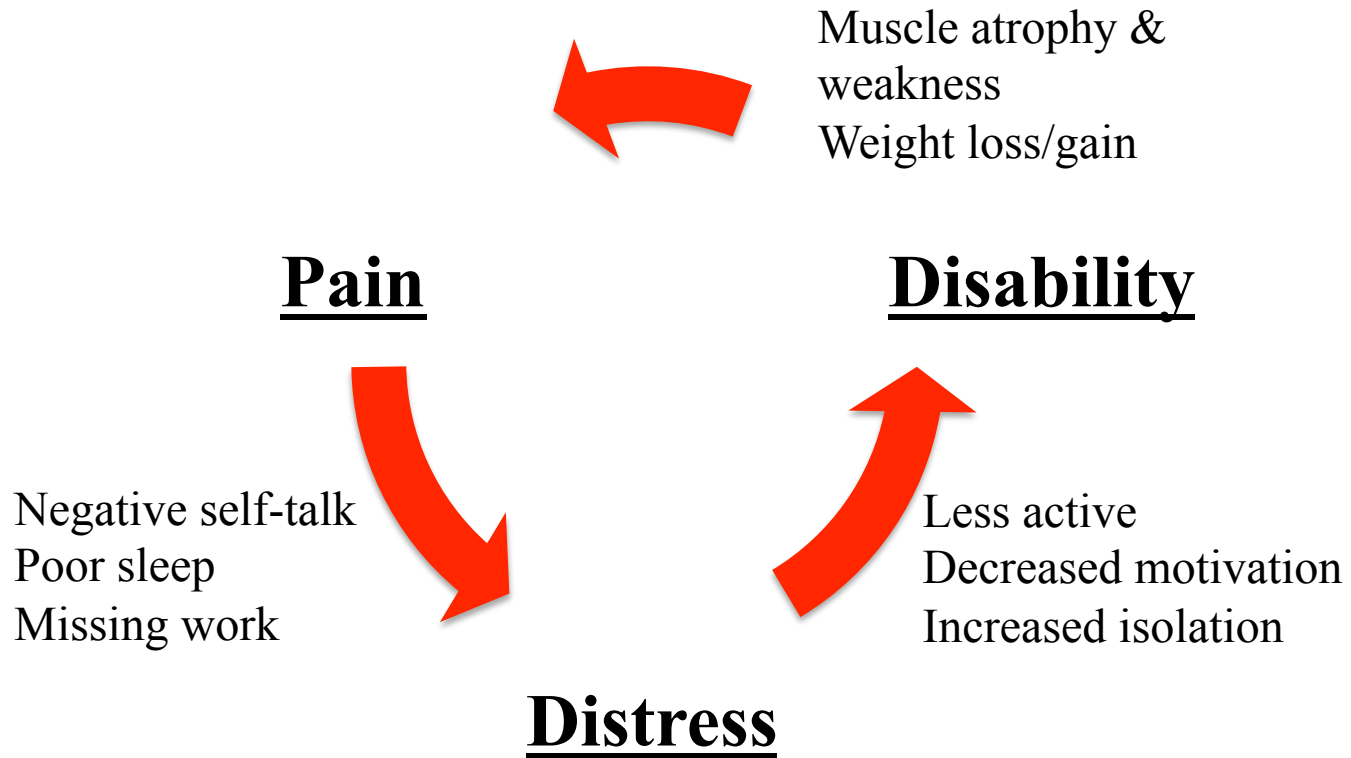 Muscle atrophy &
weakness
Weight loss/gain
Pain
Disability
Negative self-talk
Poor sleep
Missing work
Less active
Decreased motivation
Increased isolation
Distress